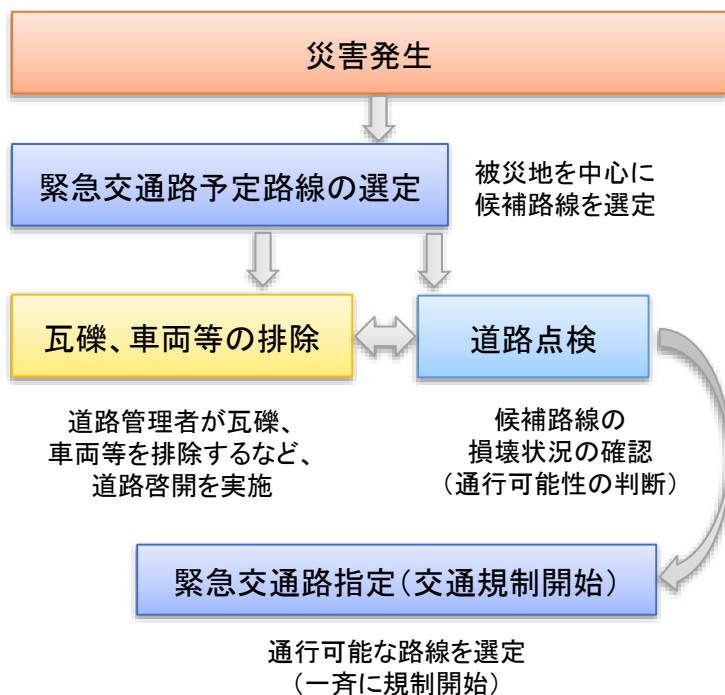 災害発生
緊急交通路予定路線の選定
被災地を中心に
候補路線を選定
瓦礫、車両等の排除
道路点検
道路管理者が瓦礫、
車両等を排除するなど、
道路啓開を実施
候補路線の
損壊状況の確認
（通行可能性の判断）
緊急交通路指定（交通規制開始）
通行可能な路線を選定
（一斉に規制開始）